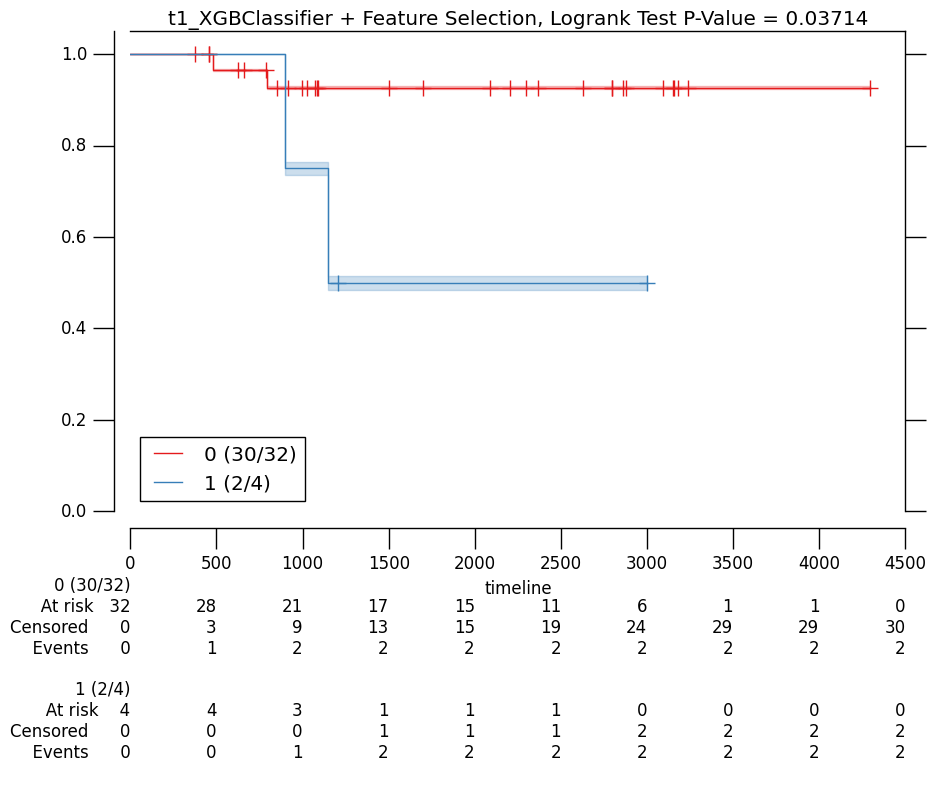 t1_XGBClassifier + Feature Selection, Logrank Test P-Value = 0.03714
1.0
0.8
0.6
0.4
0.2
0.0
0 (30/32)
1 (2/4)
0 500 1000 1500 2000 2500 3000 3500 4000 4500
timeline
0 (30/32)
At risk 32 28 21 17 15 11 6 1 1 0
Censored 0 3 9 13 15 19 24 29 29 30
Events 0 1 2 2 2 2 2 2 2 2
1 (2/4)
At risk 4 4 3 1 1 1 0 0 0 0
Censored 0 0 0 1 1 1 2 2 2 2
Events 0 0 1 2 2 2 2 2 2 2